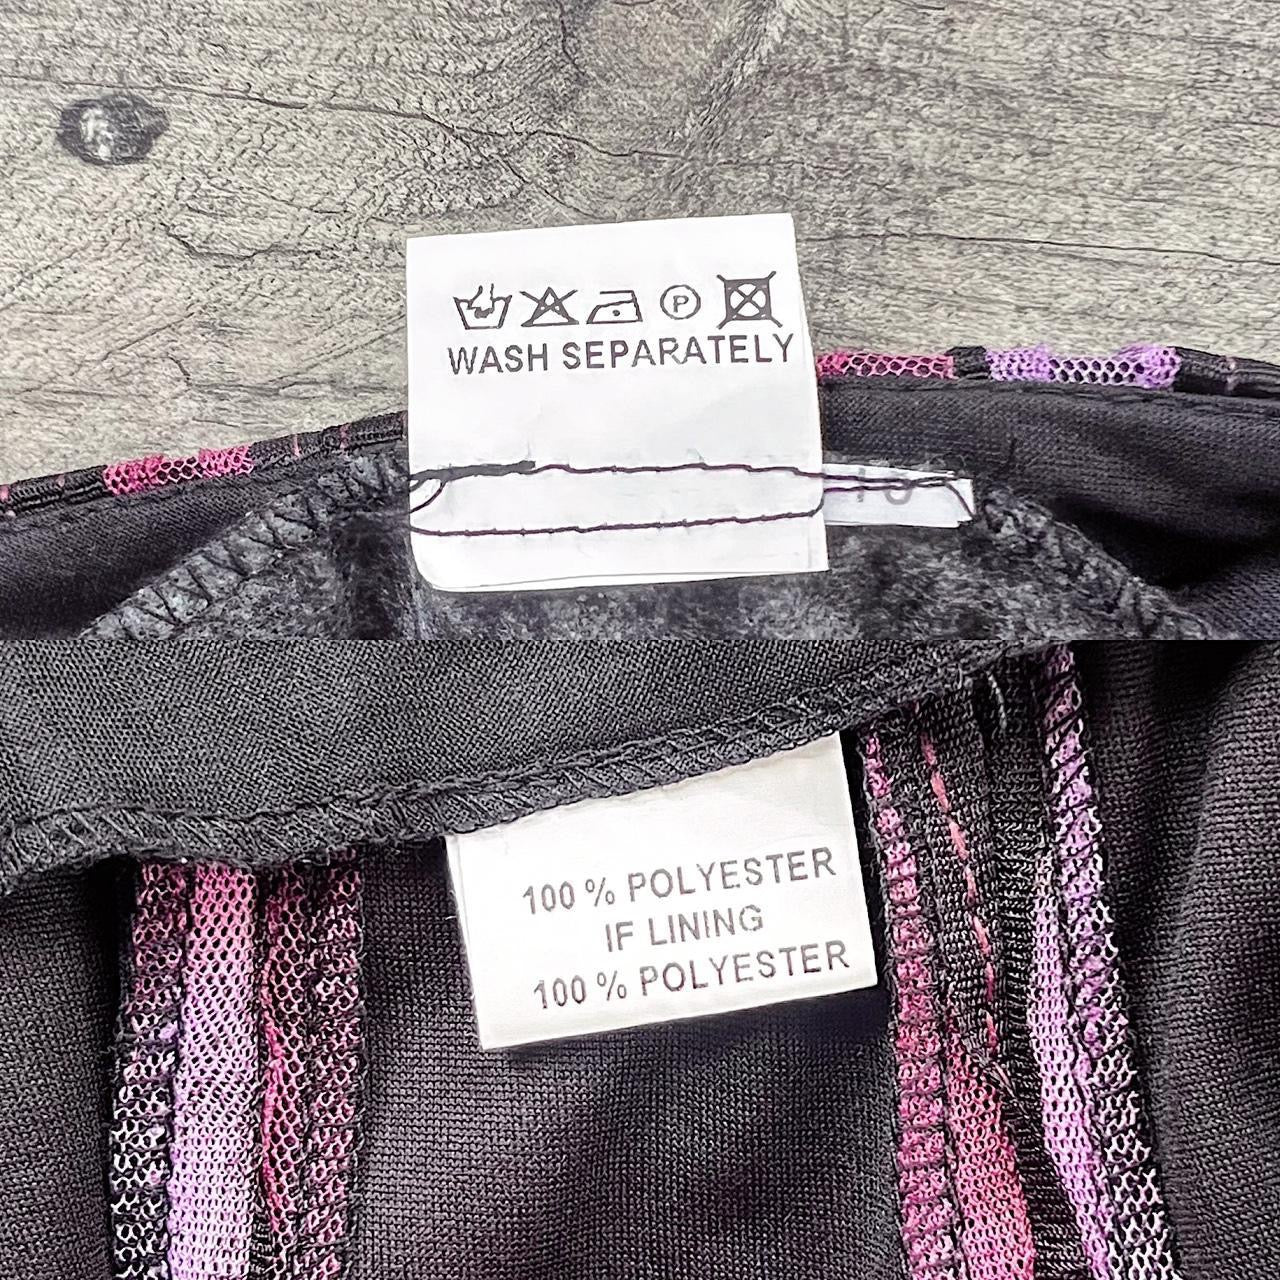 P
WASH SEPARATELY
100 % POLYESTER
IF LINING
100 % POLYESTER